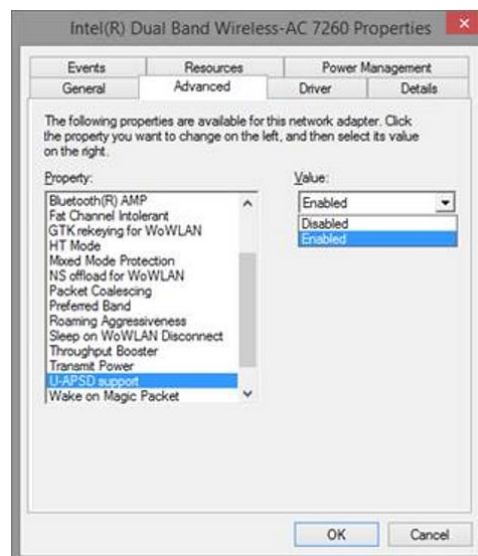 Intel(R) Dual Band Wireless-AC 7260 Properties
Events Resources Power Management
General Advanced Driver Details
The following properties are available for this network adapter. Click
the property you want to change on the left, and then select its value
on the right.
Property:
Value:
Bluetooth(R) AMP
Fat Channel Intolerant
GTK rekeying for WoWLAN
HT Mode
Mixed Mode Protection
NS offload for WoWLAN
Packet Coalescing
Preferred Band
Roaming Aggressiveness
Sleep on WoWLAN Disconnect
Throughput Booster
Transmit Power
U-APSD support
Wake on Magic Packet
Enabled
Disabled
Enabled
OK Cancel